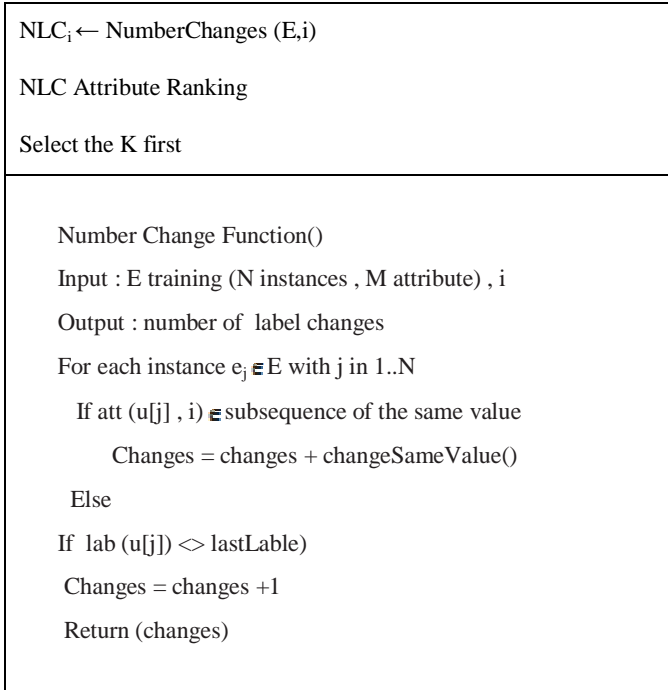 NLCi ← NumberChanges (E,i)
NLC Attribute Ranking
Select the K first
Number Change Function()
Input : E training (N instances , M attribute) , i
Output : number of label changes
For each instance ej ∈ E with j in 1..N
If att (u[j] , i) ∈ subsequence of the same value
Changes = changes + changeSameValue()
Else
If lab (u[j]) <> lastLable)
Changes = changes +1
Return (changes)